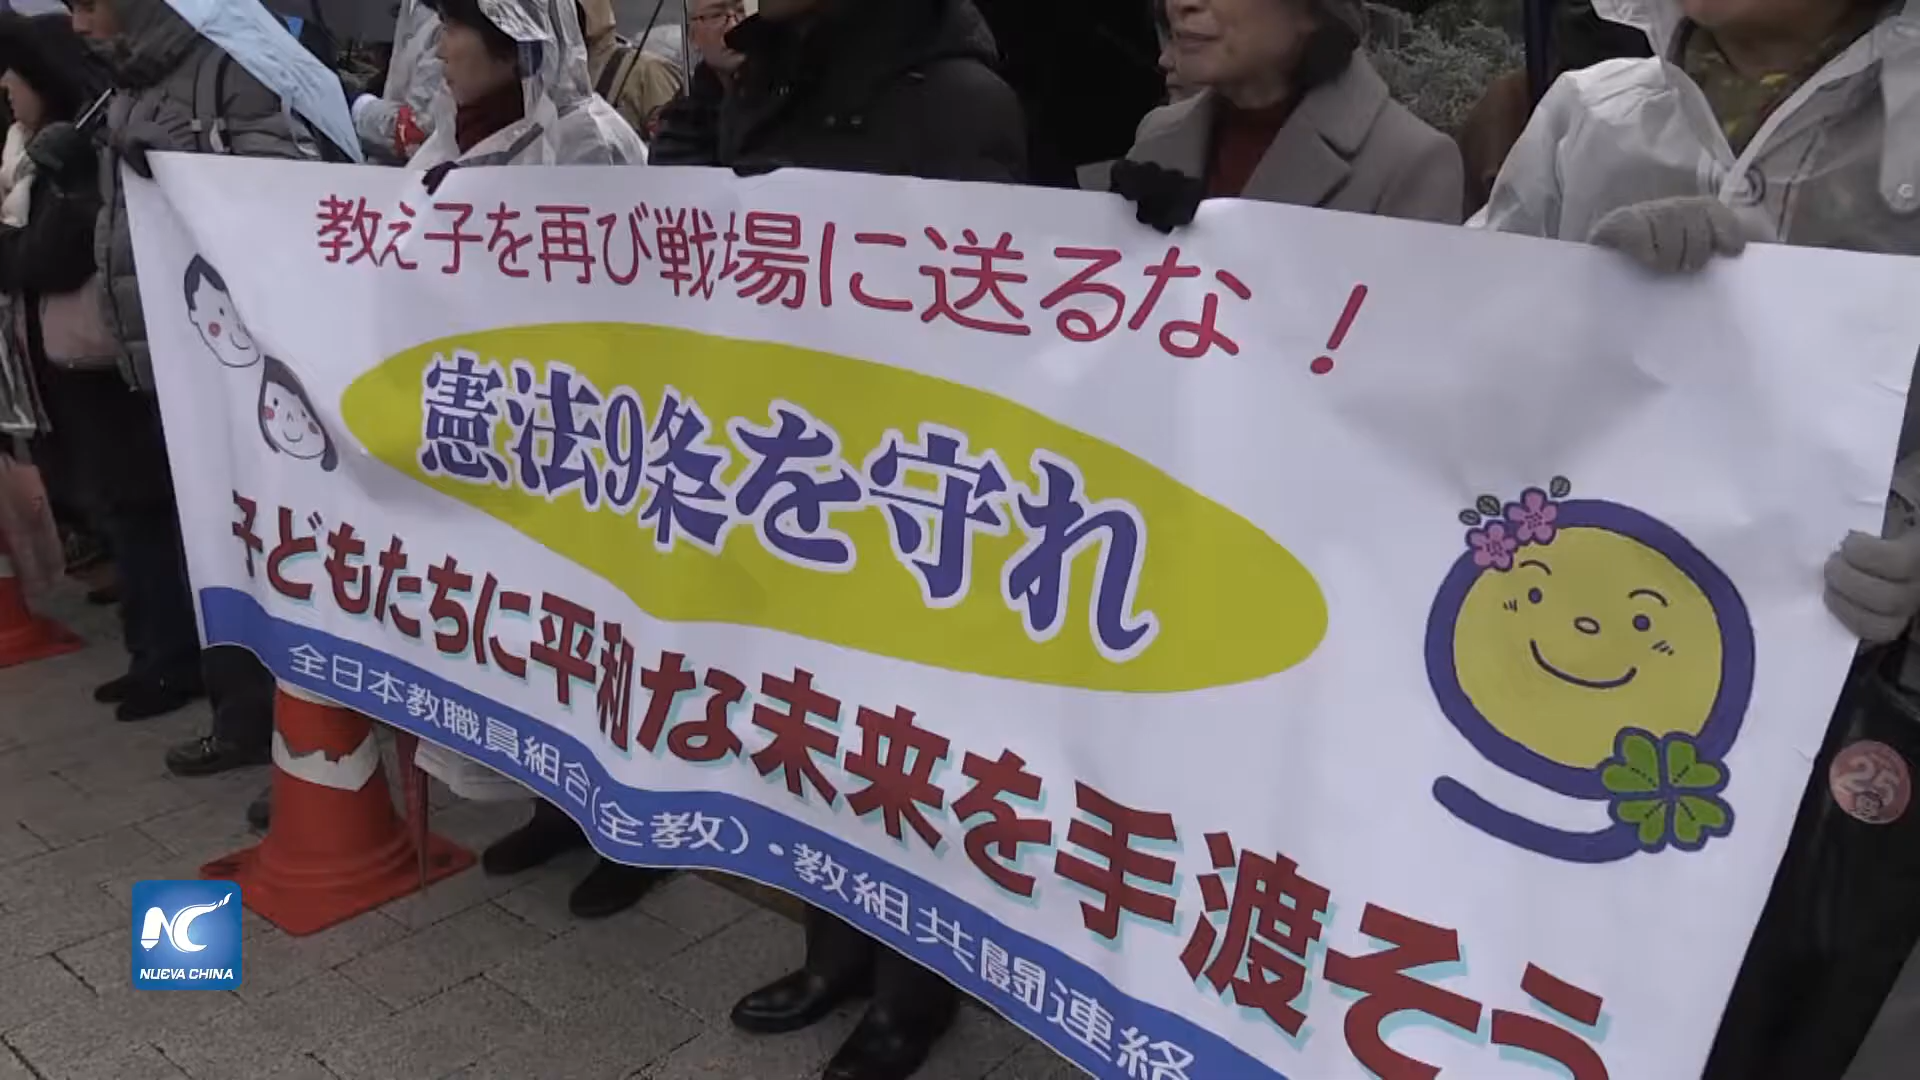 教え子を再び戦場に送るな！
憲法9条を守れ
子どもたちに平和な未来を手渡そう
全日本教職員組合(全教)・教組共闘連絡
25
NC
NUEVA CHINA